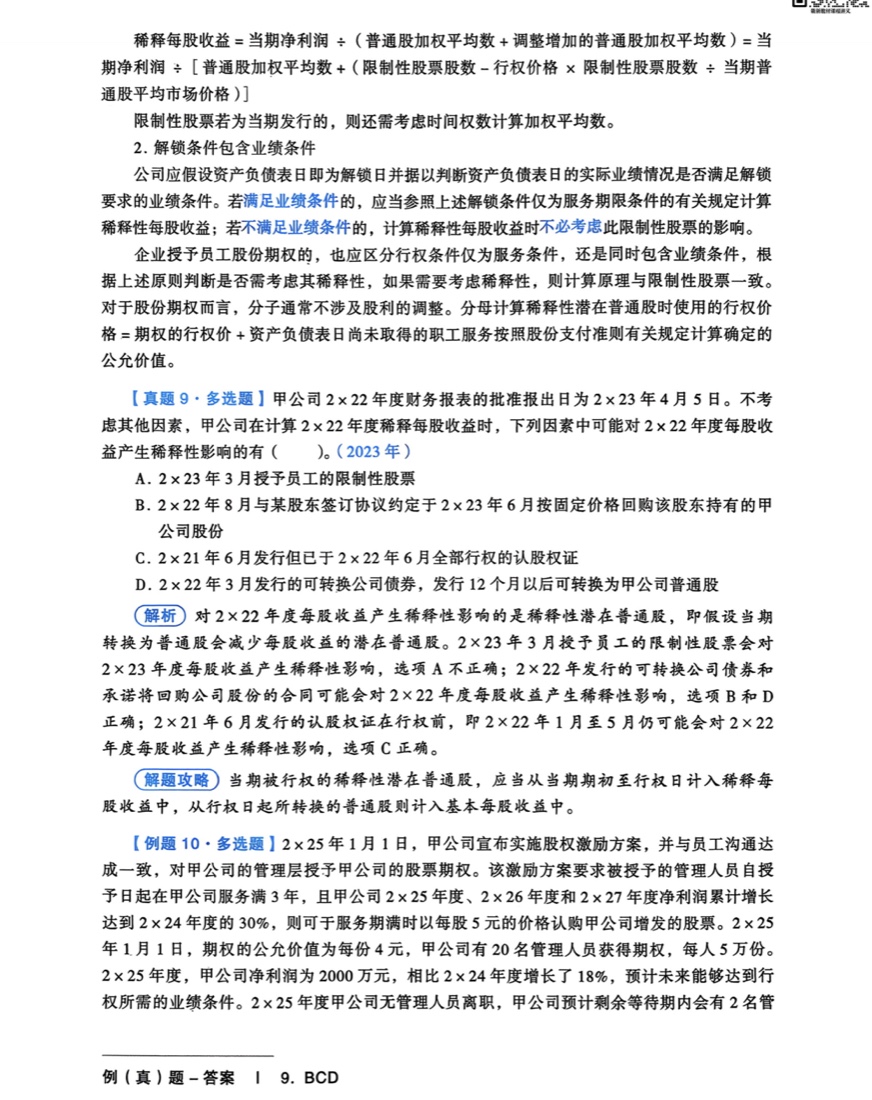 稀释每股收益 = 当期净利润 ÷（普通股加权平均数 + 调整增加的普通股加权平均数）= 当
期净利润 ÷［普通股加权平均数 +（限制性股票股数 – 行权价格 × 限制性股票股数 ÷ 当期普
通股平均市场价格）］
限制性股票若为当期发行的，则还需考虑时间权数计算加权平均数。
2. 解锁条件包含业绩条件
公司应假设资产负债表日即为解锁日并据以判断资产负债表日的实际业绩情况是否满足解锁
要求的业绩条件。若满足业绩条件的，应当参照上述解锁条件仅为服务期限条件的有关规定计算
稀释性每股收益；若不满足业绩条件的，计算稀释性每股收益时不必考虑此限制性股票的影响。
企业授予员工股份期权的，也应区分行权条件仅为服务条件，还是同时包含业绩条件，根
据上述原则判断是否需考虑其稀释性，如果需要考虑稀释性，则计算原理与限制性股票一致。
对于股份期权而言，分子通常不涉及股利的调整。分母计算稀释性潜在普通股时使用的行权价
格 = 期权的行权价 + 资产负债表日尚未取得的职工服务按照股份支付准则有关规定计算确定的
公允价值。
【真题 9 · 多选题】甲公司 2×22 年度财务报表的批准报出日为 2×23 年 4 月 5 日。不考
虑其他因素，甲公司在计算 2×22 年度稀释每股收益时，下列因素中可能对 2×22 年度每股收
益产生稀释性影响的有（　　）。（2023 年）
A. 2×23 年 3 月授予员工的限制性股票
B. 2×22 年 8 月与某股东签订协议约定于 2×23 年 6 月按固定价格回购该股东持有的甲
公司股份
C. 2×21 年 6 月发行但已于 2×22 年 6 月全部行权的认股权证
D. 2×22 年 3 月发行的可转换公司债券，发行 12 个月以后可转换为甲公司普通股
解析 对 2×22 年度每股收益产生稀释性影响的是稀释性潜在普通股，即假设当期
转换为普通股会减少每股收益的潜在普通股。2×23 年 3 月授予员工的限制性股票会对
2×23 年度每股收益产生稀释性影响，选项 A 不正确；2×22 年发行的可转换公司债券和
承诺将回购公司股份的合同可能会对 2×22 年度每股收益产生稀释性影响，选项 B 和 D
正确；2×21 年 6 月发行的认股权证在行权前，即 2×22 年 1 月至 5 月仍可能会对 2×22
年度每股收益产生稀释性影响，选项 C 正确。
解题攻略 当期被行权的稀释性潜在普通股，应当从当期期初至行权日计入稀释每
股收益中，从行权日起所转换的普通股则计入基本每股收益中。
【例题 10 · 多选题】2×25 年 1 月 1 日，甲公司宣布实施股权激励方案，并与员工沟通达
成一致，对甲公司的管理层授予甲公司的股票期权。该激励方案要求被授予的管理人员自授
予日起在甲公司服务满 3 年，且甲公司 2×25 年度、2×26 年度和 2×27 年度净利润累计增长
达到 2×24 年度的 30%，则可于服务期满时以每股 5 元的价格认购甲公司增发的股票。2×25
年 1 月 1 日，期权的公允价值为每份 4 元，甲公司有 20 名管理人员获得期权，每人 5 万份。
2×25 年度，甲公司净利润为 2000 万元，相比 2×24 年度增长了 18%，预计未来能够达到行
权所需的业绩条件。2×25 年度甲公司无管理人员离职，甲公司预计剩余等待期内会有 2 名管
例（真）题 – 答案 | 9. BCD